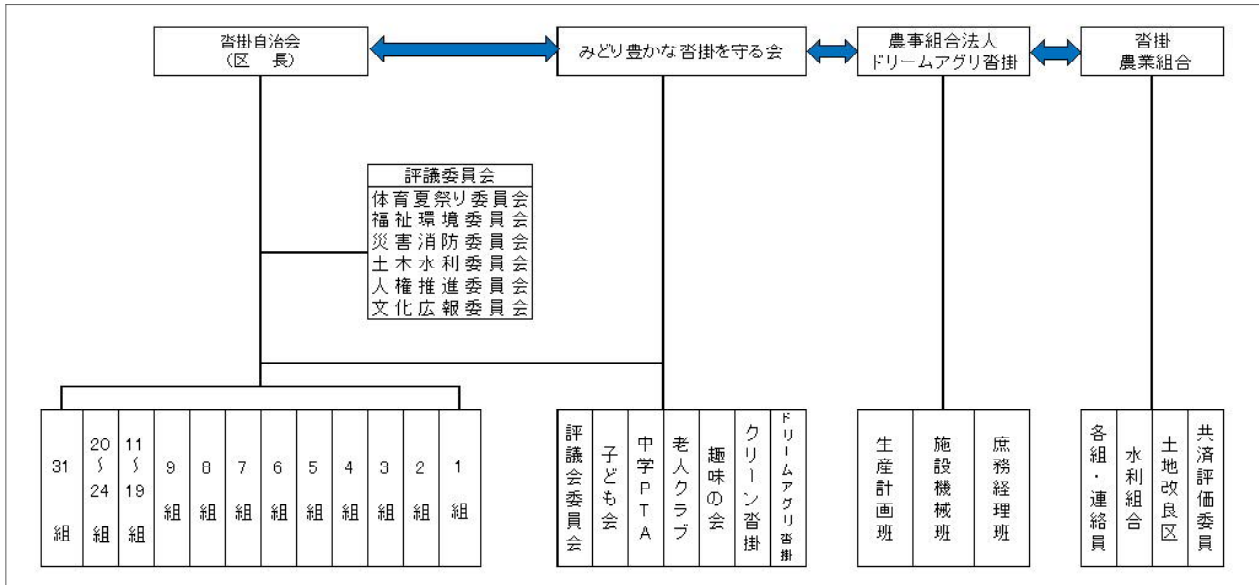 沓掛自治会
(区 長)
みどり豊かな沓掛を守る会
農事組合法人
ドリームアグリ沓掛
沓掛
農業組合
評議委員会
体育夏祭り委員会
福祉環境委員会
災害消防委員会
土木水利委員会
人権推進委員会
文化広報委員会
31組
20~24組
11~19組
9組
8組
7組
6組
5組
4組
3組
2組
1組
評議会委員会
子ども会
中学PTA
老人クラブ
趣味の会
クリーン沓掛
ドリームアグリ沓掛
生産計画班
施設機械班
庶務経理班
各組・連絡員
水利組合
土地改良区
共済評価委員